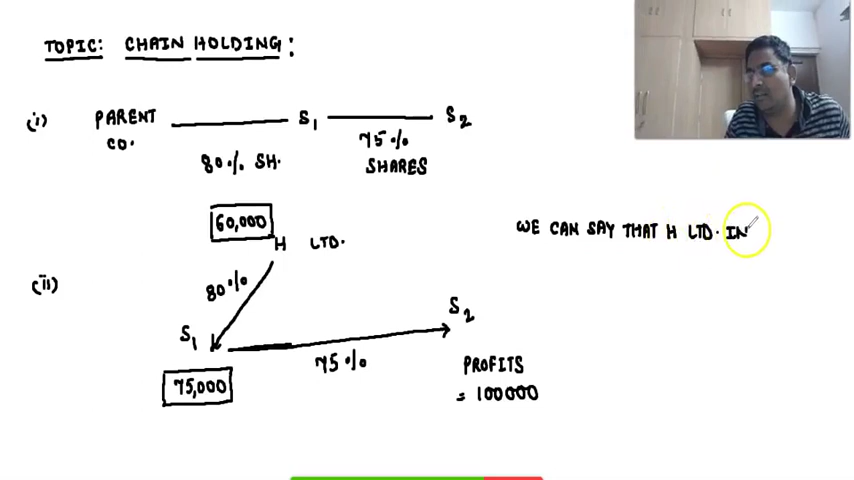 TOPIC: CHAIN HOLDING:
(i) PARENT CO. S1 S2
80% SH. 75% SHARES
60,000
H LTD.
WE CAN SAY THAT H LTD. IN
(ii) 80%
S1 S2
75%
75,000
PROFITS
= 100000